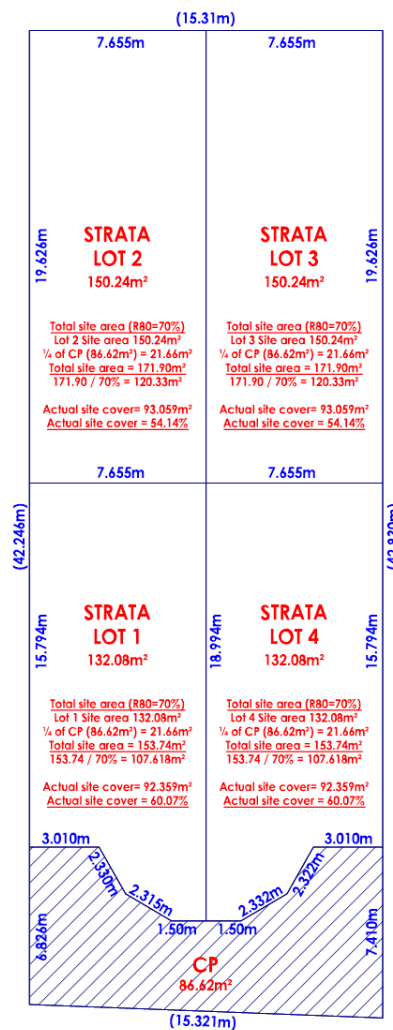 (15.31m)
7.655m 7.655m
19.626m
STRATA
LOT 2
150.24m²
STRATA
LOT 3
150.24m²
19.626m
Total site area (R80=70%)
Lot 2 Site area 150.24m²
¼ of CP (86.62m²) = 21.66m²
Total site area = 171.90m²
171.90 / 70% = 120.33m²
Actual site cover= 93.059m²
Actual site cover = 54.14%
Total site area (R80=70%)
Lot 3 Site area 150.24m²
¼ of CP (86.62m²) = 21.66m²
Total site area = 171.90m²
171.90 / 70% = 120.33m²
Actual site cover= 93.059m²
Actual site cover = 54.14%
7.655m 7.655m
(42.246m)
15.794m
STRATA
LOT 1
132.08m²
18.994m
STRATA
LOT 4
132.08m²
15.794m
Total site area (R80=70%)
Lot 1 Site area 132.08m²
¼ of CP (86.62m²) = 21.66m²
Total site area = 153.74m²
153.74 / 70% = 107.618m²
Actual site cover= 92.359m²
Actual site cover = 60.07%
Total site area (R80=70%)
Lot 4 Site area 132.08m²
¼ of CP (86.62m²) = 21.66m²
Total site area = 153.74m²
153.74 / 70% = 107.618m²
Actual site cover= 92.359m²
Actual site cover = 60.07%
3.010m 3.010m
2.330m
2.322m
2.315m
2.332m
1.50m 1.50m
6.826m
7.410m
CP
86.62m²
(15.321m)